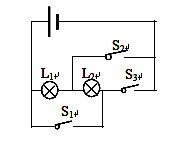 S₂
L₁ L₂ S₃
S₁